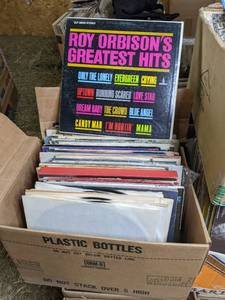 ROY ORBISON'S
GREATEST HITS
ONLY THE LONELY EVERGREEN CRYING
UPTOWN RUNNING SCARED LOVE STAR
DREAM BABY THE CROWD BLUE ANGEL
CANDY MAN I'M HURTIN' MAMA
PLASTIC BOTTLES
DO NOT STACK OVER 5 HIGH